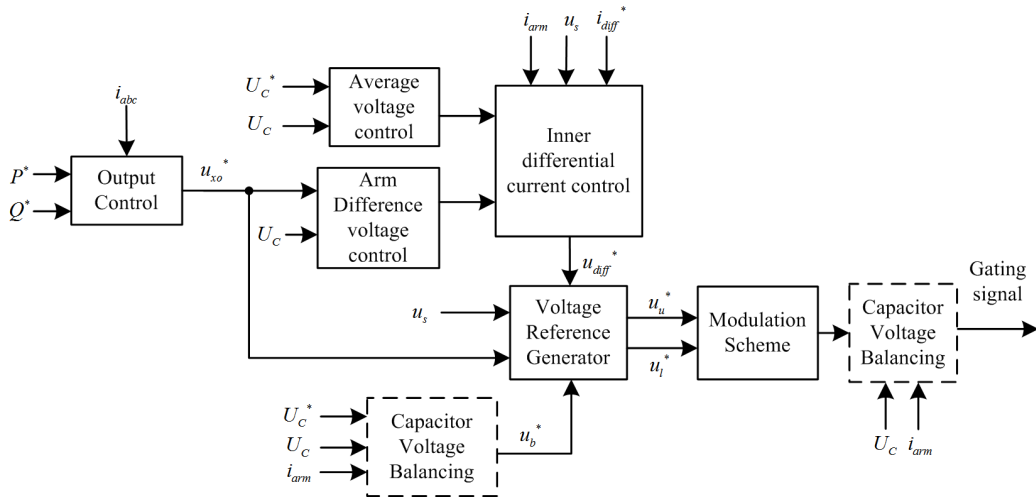 i_arm u_s i_diff^*
U_C^*
U_C
Average
voltage
control
Inner
differential
current control
i_abc
P^*
Q^*
Output
Control
u_xo^*
Arm
Difference
voltage
control
U_C
u_diff^*
u_s
Voltage
Reference
Generator
u_u^*
u_l^*
Modulation
Scheme
Capacitor
Voltage
Balancing
Gating
signal
U_C i_arm
U_C^*
U_C
i_arm
Capacitor
Voltage
Balancing
u_b^*